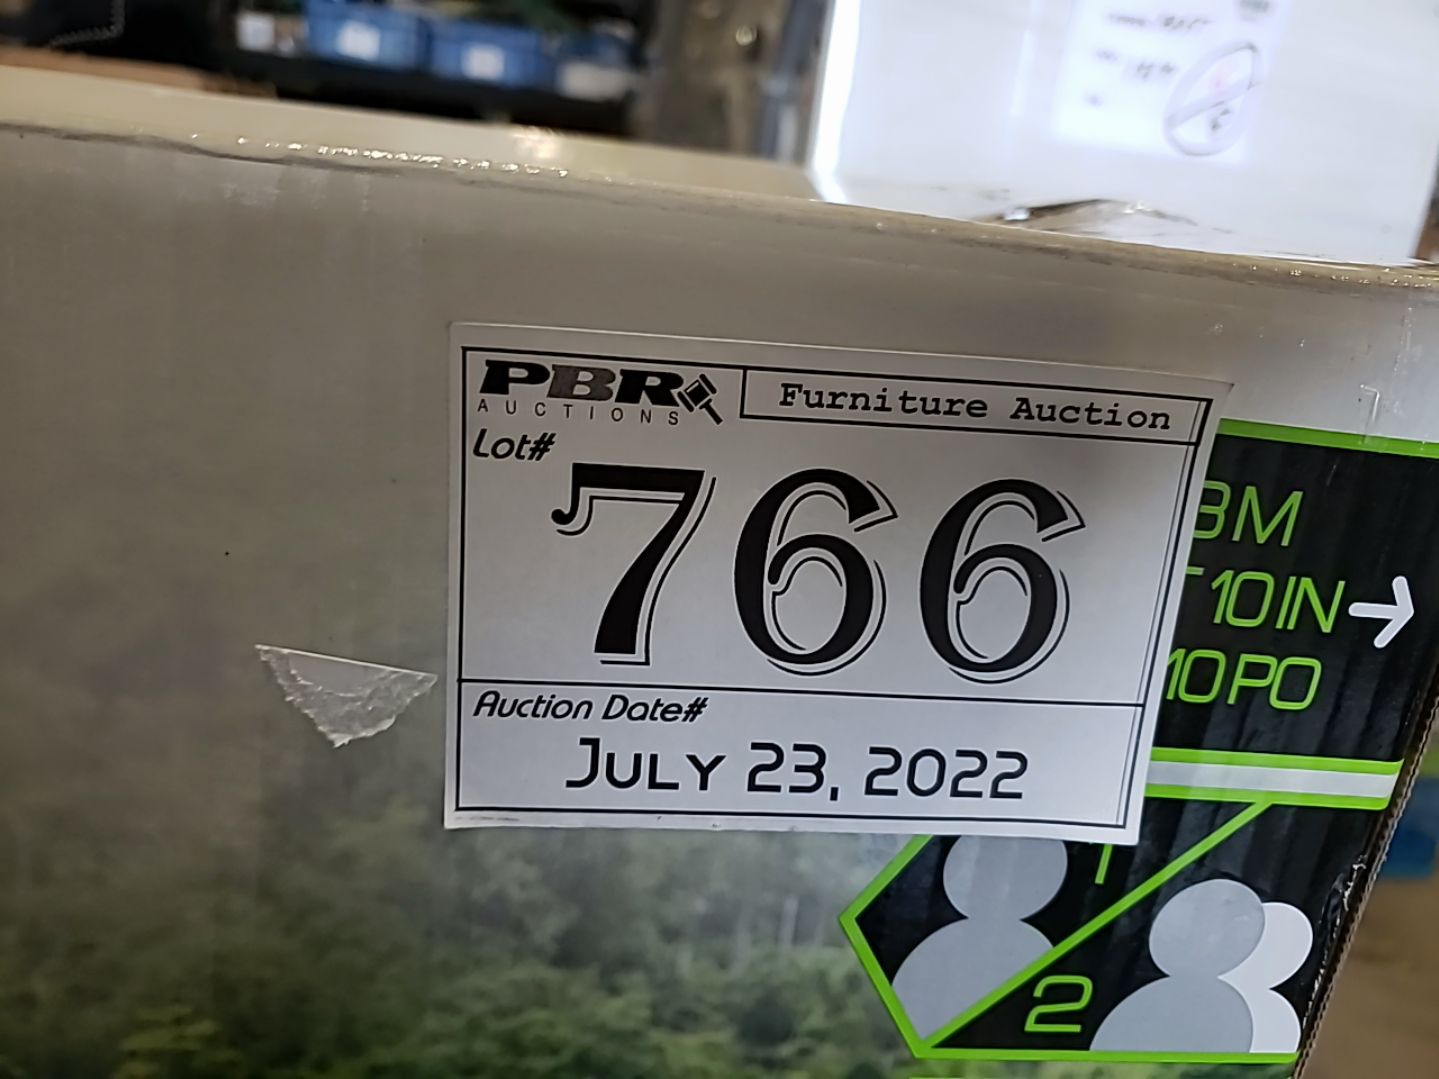 PBR
AUCTIONS
Furniture Auction
Lot#
766
Auction Date#
JULY 23, 2022
10 IN
10 PO
1
2